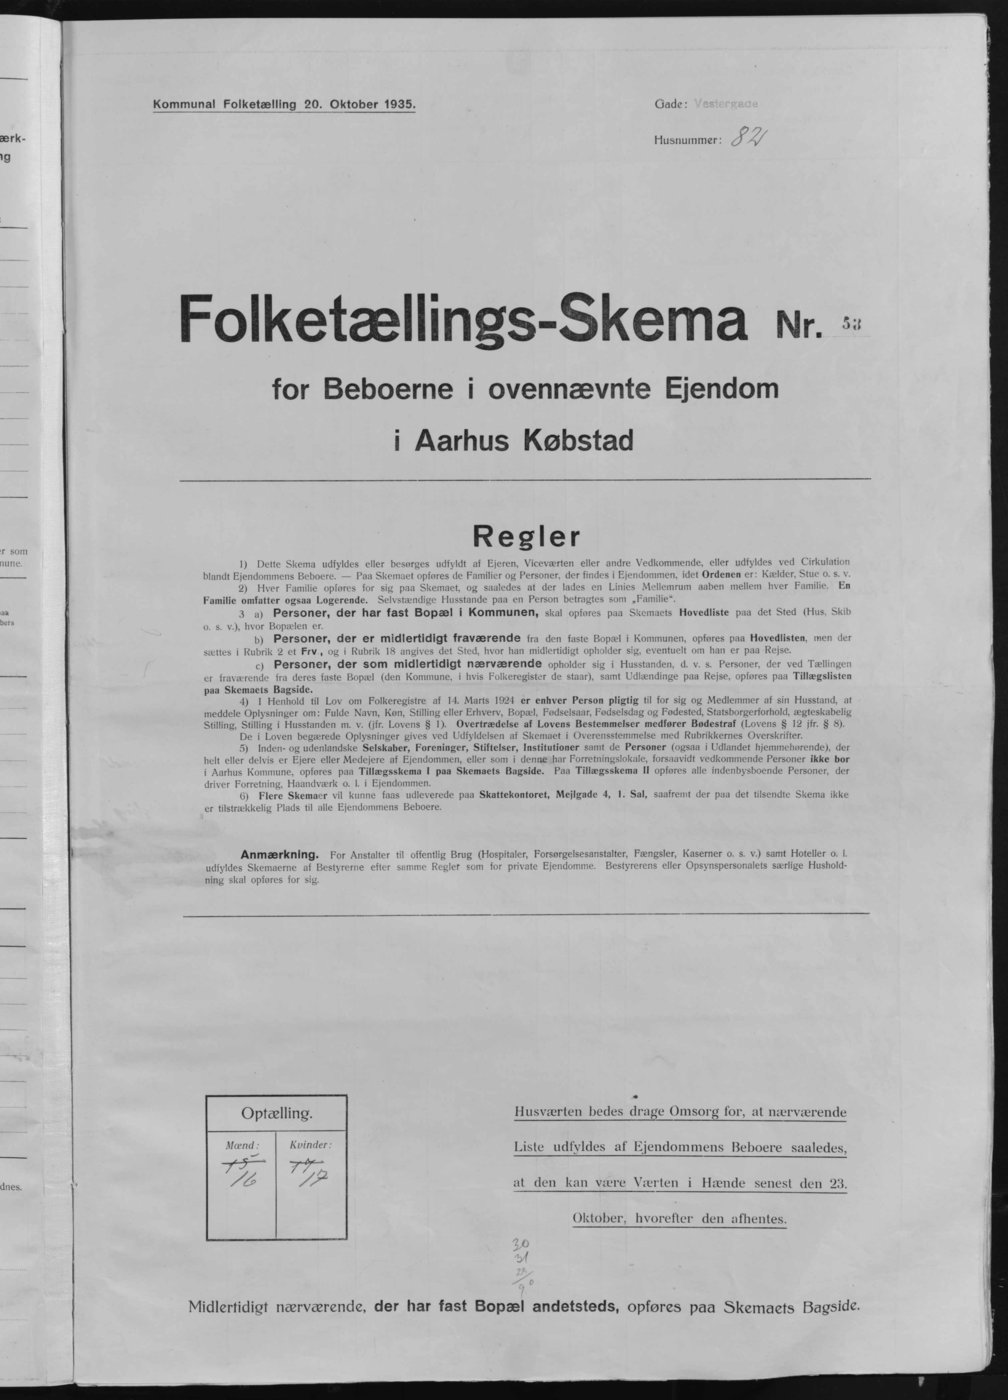 ærk-
ng
er som
nune.
paa
bers
dnes.
Kommunal Folketælling 20. Oktober 1935.
Gade: Vestergade
Husnummer: 82
Folketællings-Skema Nr. 53
for Beboerne i ovennævnte Ejendom
i Aarhus Købstad
Regler
1) Dette Skema udfyldes eller besørges udfyldt af Ejeren, Viceværten eller andre Vedkommende, eller udfyldes ved Cirkulation
blandt Ejendommens Beboere. — Paa Skemaet opføres de Familier og Personer, der findes i Ejendommen, idet Ordenen er: Kælder, Stue o. s. v.
2) Hver Familie opføres for sig paa Skemaet, og saaledes at der lades en Linies Mellemrum aaben mellem hver Familie. En
Familie omfatter ogsaa Logerende. Selvstændige Husstande paa en Person betragtes som „Familie“.
3 a) Personer, der har fast Bopæl i Kommunen, skal opføres paa Skemaets Hovedliste paa det Sted (Hus, Skib
o. s. v.), hvor Bopælen er.
b) Personer, der er midlertidigt fraværende fra den faste Bopæl i Kommunen, opføres paa Hovedlisten, men der
sættes i Rubrik 2 et Frv, og i Rubrik 18 angives det Sted, hvor han midlertidigt opholder sig, eventuelt om han er paa Rejse.
c) Personer, der som midlertidigt nærværende opholder sig i Husstanden, d. v. s. Personer, der ved Tællingen
er fraværende fra deres faste Bopæl (den Kommune, i hvis Folkeregister de staar), samt Udlændinge paa Rejse, opføres paa Tillægslisten
paa Skemaets Bagside.
4) I Henhold til Lov om Folkeregistre af 14. Marts 1924 er enhver Person pligtig til for sig og Medlemmer af sin Husstand, at
meddele Oplysninger om: Fulde Navn, Køn, Stilling eller Erhverv, Bopæl, Fødselsaar, Fødselsdag og Fødested, Statsborgerforhold, ægteskabelig
Stilling, Stilling i Husstanden m. v. (jfr. Lovens § 1). Overtrædelse af Lovens Bestemmelser medfører Bødestraf (Lovens § 12 jfr. § 8).
De i Loven begærede Oplysninger gives ved Udfyldelsen af Skemaet i Overensstemmelse med Rubrikkernes Overskrifter.
5) Inden- og udenlandske Selskaber, Foreninger, Stiftelser, Institutioner samt de Personer (ogsaa i Udlandet hjemmehørende), der
helt eller delvis er Ejere eller Medejere af Ejendommen, eller som i denne har Forretningslokale, forsaavidt vedkommende Personer ikke bor
i Aarhus Kommune, opføres paa Tillægsskema I paa Skemaets Bagside. Paa Tillægsskema II opføres alle indenbysboende Personer, der
driver Forretning, Haandværk o. l. i Ejendommen.
6) Flere Skemaer vil kunne faas udleverede paa Skattekontoret, Mejlgade 4, 1. Sal, saafremt der paa det tilsendte Skema ikke
er tilstrækkelig Plads til alle Ejendommens Beboere.
Anmærkning. For Anstalter til offentlig Brug (Hospitaler, Forsørgelsesanstalter, Fængsler, Kaserner o. s. v.) samt Hoteller o. l.
udfyldes Skemaerne af Bestyrerne efter samme Regler som for private Ejendomme. Bestyrerens eller Opsynspersonalets særlige Hushold-
ning skal opføres for sig.
Optælling.
Mænd: Kvinder:
15 17
16 17
Husværten bedes drage Omsorg for, at nærværende
Liste udfyldes af Ejendommens Beboere saaledes,
at den kan være Værten i Hænde senest den 23.
Oktober, hvorefter den afhentes.
30
31
Midlertidigt nærværende, der har fast Bopæl andetsteds, opføres paa Skemaets Bagside.